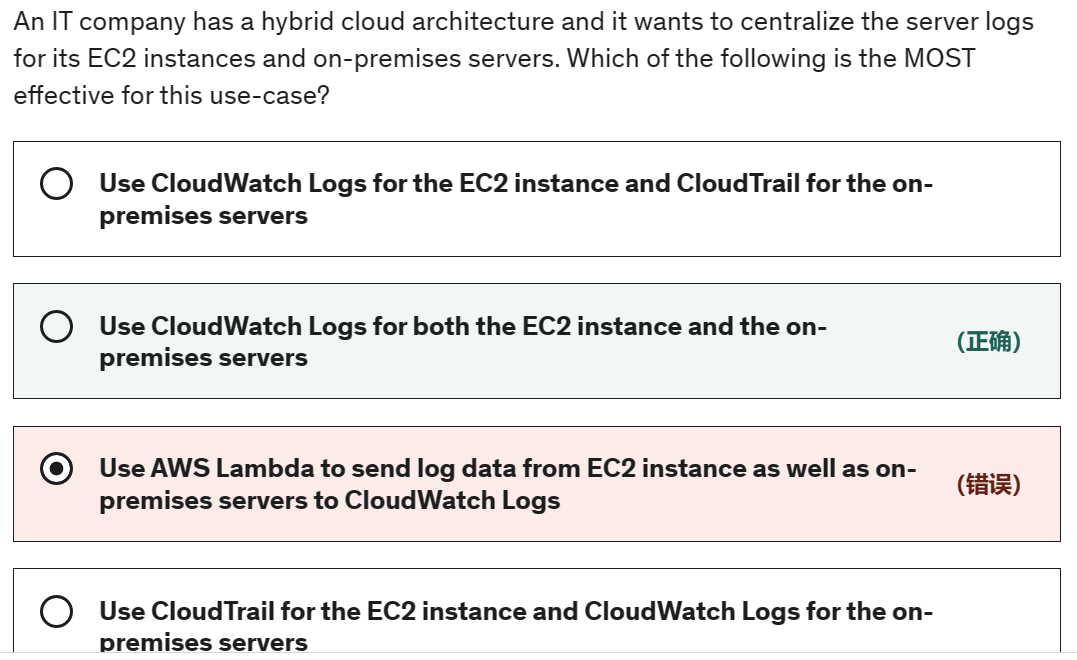 An IT company has a hybrid cloud architecture and it wants to centralize the server logs
for its EC2 instances and on-premises servers. Which of the following is the MOST
effective for this use-case?
Use CloudWatch Logs for the EC2 instance and CloudTrail for the on-
premises servers
Use CloudWatch Logs for both the EC2 instance and the on-
premises servers
(正确)
Use AWS Lambda to send log data from EC2 instance as well as on-
premises servers to CloudWatch Logs
(错误)
Use CloudTrail for the EC2 instance and CloudWatch Logs for the on-
premises servers